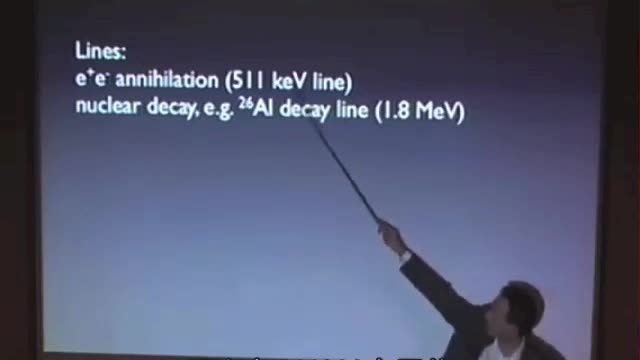 Lines:
e⁺e⁻ annihilation (511 keV line)
nuclear decay, e.g. ²⁶Al decay line (1.8 MeV)